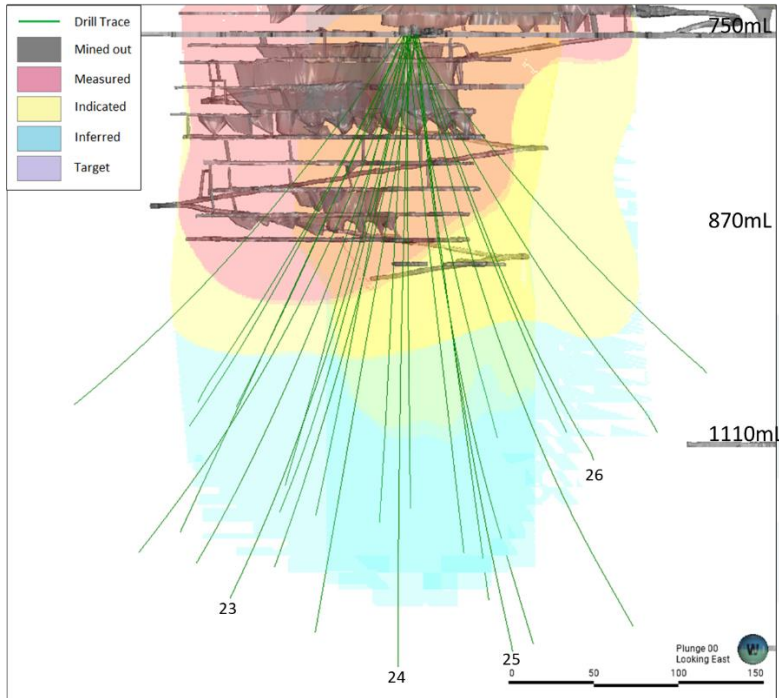 Drill Trace
Mined out
Measured
Indicated
Inferred
Target
750mL
870mL
1110mL
26
23
25
24
Plunge 00
Looking East
W
0 50 100 150